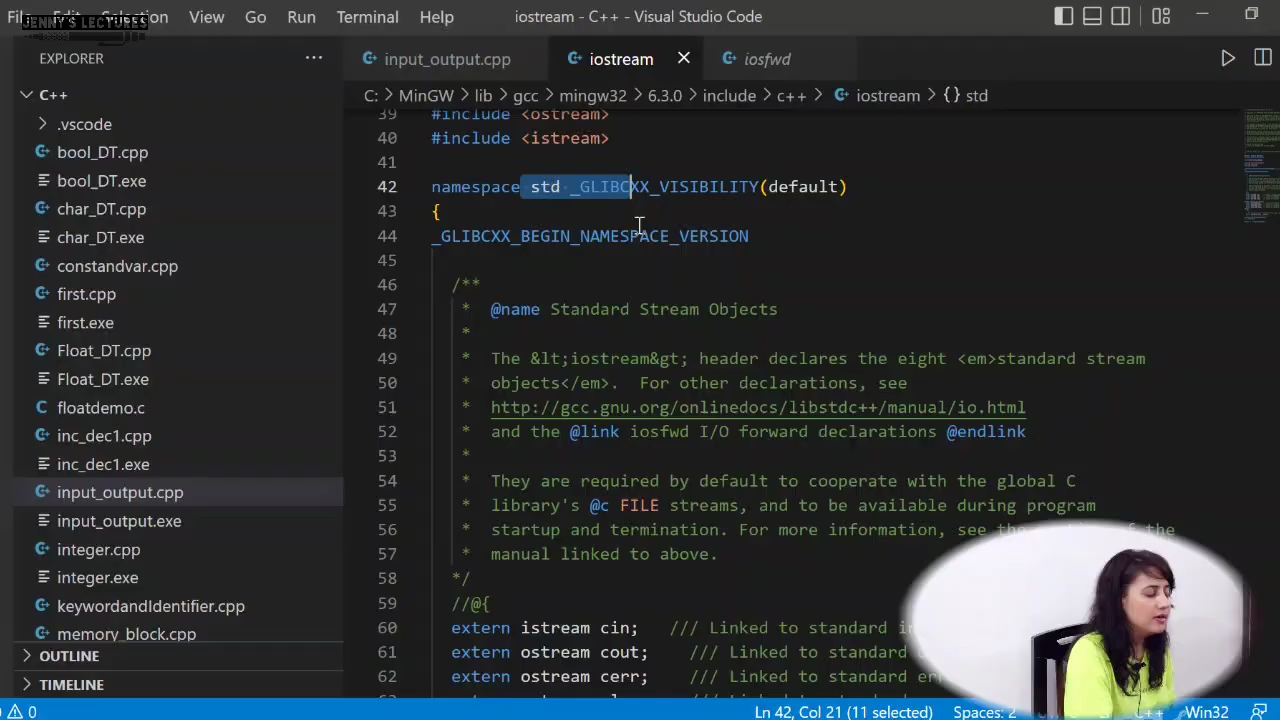 File Edit Selection View Go Run Terminal Help iostream - C++ - Visual Studio Code
JENNY'S LECTURES
EXPLORER ···
input_output.cpp iostream iosfwd
C++
C: > MinGW > lib > gcc > mingw32 > 6.3.0 > include > c++ > iostream > {} std
.vscode
bool_DT.cpp
bool_DT.exe
char_DT.cpp
char_DT.exe
constandvar.cpp
first.cpp
first.exe
Float_DT.cpp
Float_DT.exe
floatdemo.c
inc_dec1.cpp
inc_dec1.exe
input_output.cpp
input_output.exe
integer.cpp
integer.exe
keywordandIdentifier.cpp
memory_block.cpp
OUTLINE
TIMELINE
39 #include <ostream>
40 #include <istream>
41
42 namespace std _GLIBCXX_VISIBILITY(default)
43 {
44 _GLIBCXX_BEGIN_NAMESPACE_VERSION
45
46 /**
47 * @name Standard Stream Objects
48 *
49 * The &lt;iostream&gt; header declares the eight <em>standard stream
50 * objects</em>. For other declarations, see
51 * http://gcc.gnu.org/onlinedocs/libstdc++/manual/io.html
52 * and the @link iosfwd I/O forward declarations @endlink
53 *
54 * They are required by default to cooperate with the global C
55 * library's @c FILE streams, and to be available during program
56 * startup and termination. For more information, see the of the
57 * manual linked to above.
58 */
59 //@{
60 extern istream cin; /// Linked to standard
61 extern ostream cout; /// Linked to standard
62 extern ostream cerr; /// Linked to standard
0 Ln 42, Col 21 (11 selected) Spaces: 2 C++ Win32